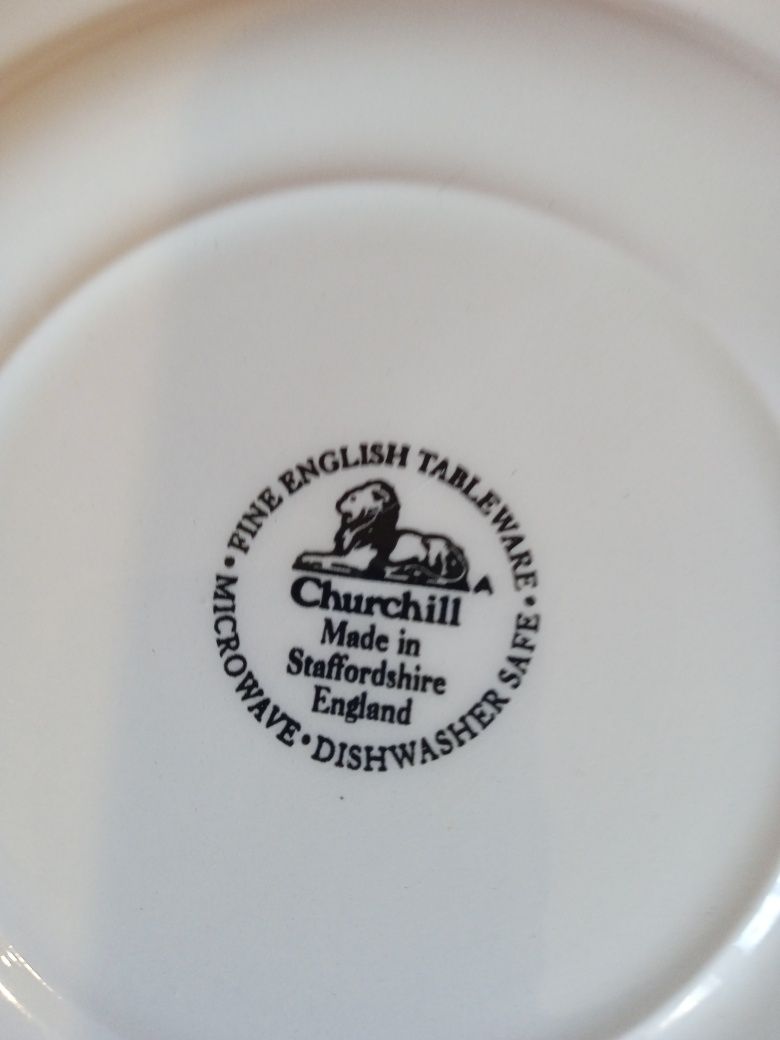 • FINE ENGLISH TABLEWARE •
Churchill
Made in
Staffordshire
England
MICROWAVE • DISHWASHER SAFE